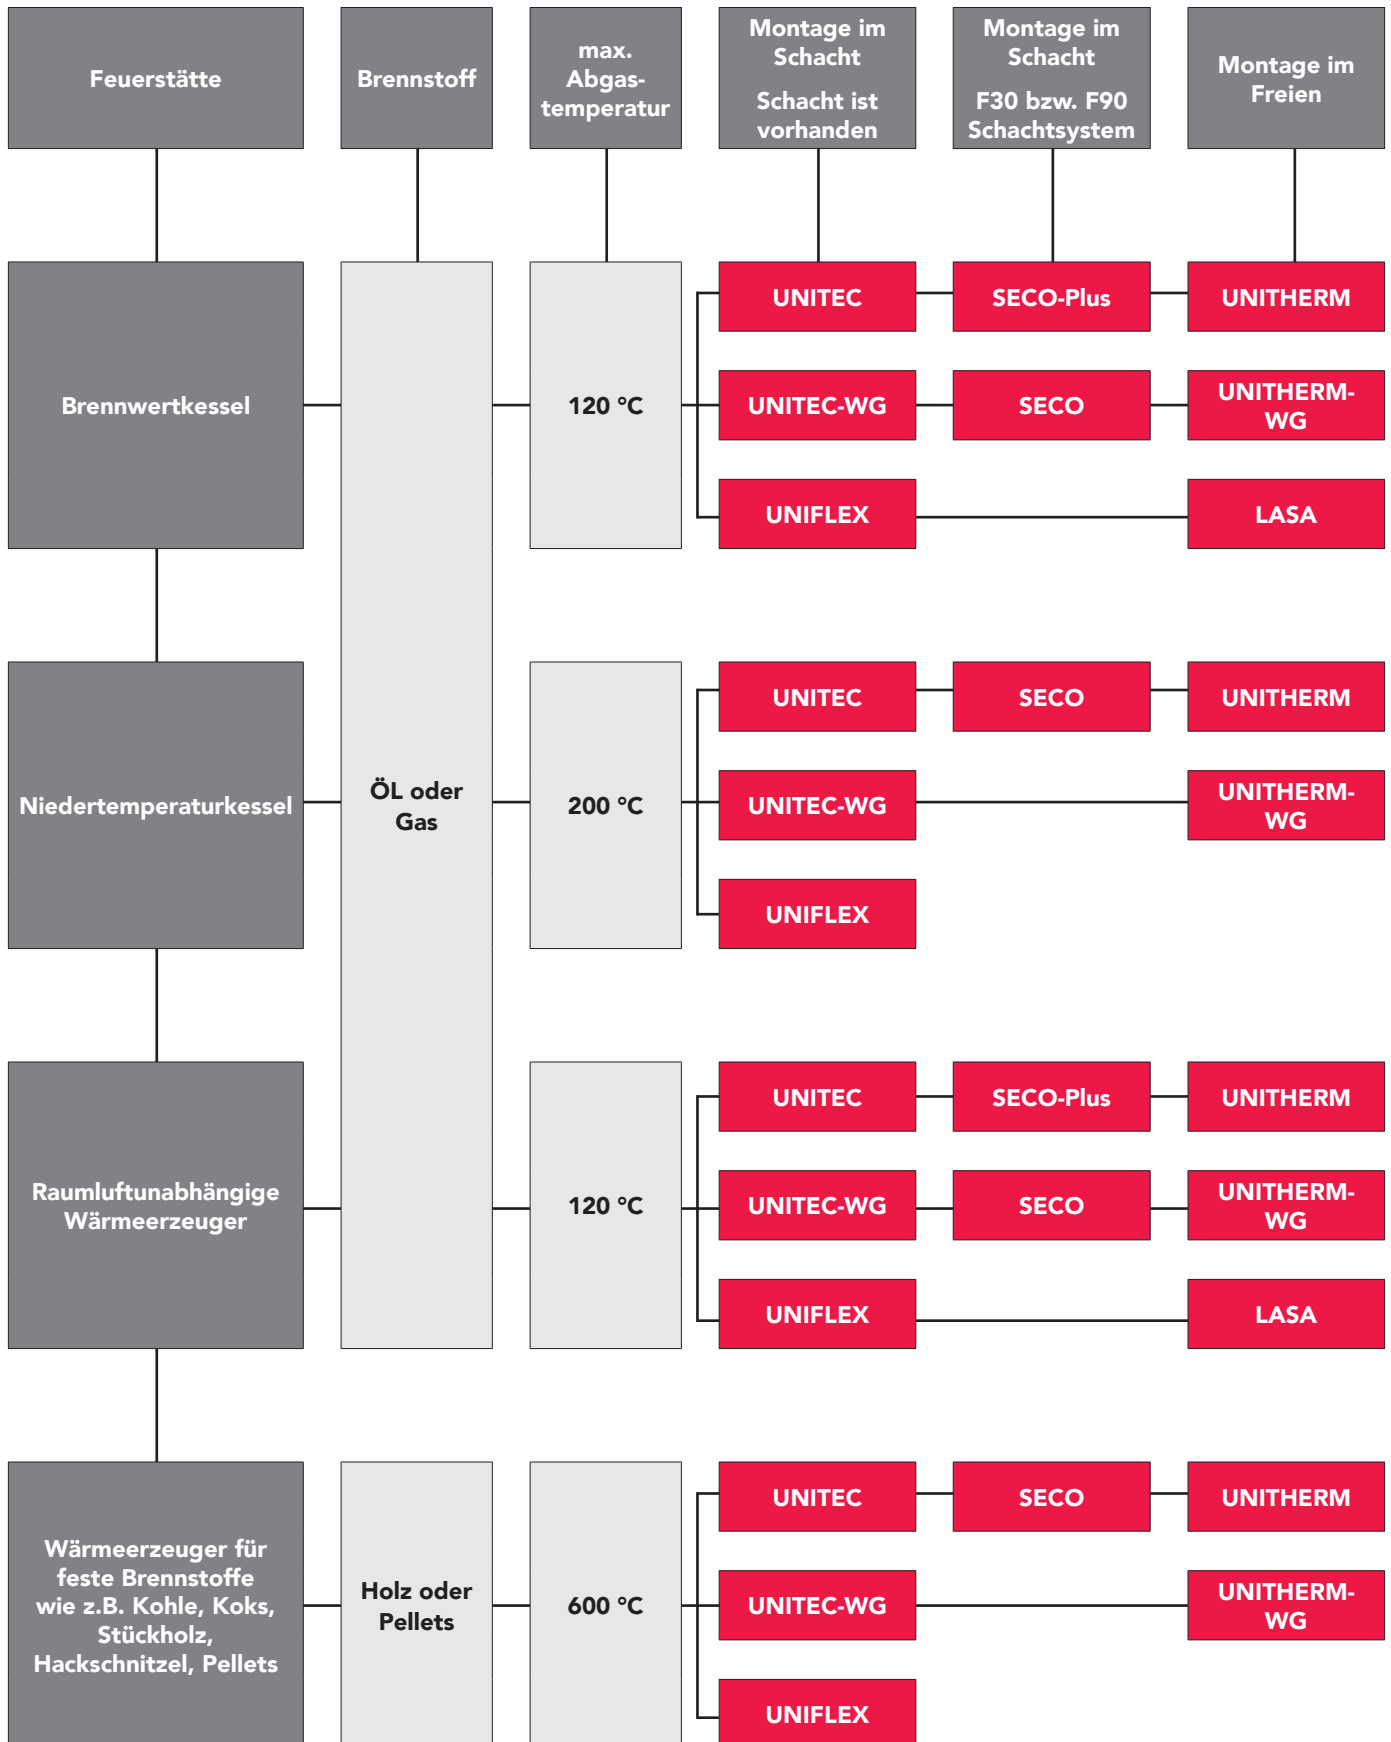 Feuerstätte
Brennstoff
max.
Abgas-
temperatur
Montage im
Schacht
Schacht ist
vorhanden
Montage im
Schacht
F30 bzw. F90
Schachtsystem
Montage im
Freien
Brennwertkessel
120 °C
UNITEC
SECO-Plus
UNITHERM
UNITEC-WG
SECO
UNITHERM-
WG
UNIFLEX
LASA
Niedertemperaturkessel
ÖL oder
Gas
200 °C
UNITEC
SECO
UNITHERM
UNITEC-WG
UNITHERM-
WG
UNIFLEX
Raumluftunabhängige
Wärmeerzeuger
120 °C
UNITEC
SECO-Plus
UNITHERM
UNITEC-WG
SECO
UNITHERM-
WG
UNIFLEX
LASA
Wärmeerzeuger für
feste Brennstoffe
wie z.B. Kohle, Koks,
Stückholz,
Hackschnitzel, Pellets
Holz oder
Pellets
600 °C
UNITEC
SECO
UNITHERM
UNITEC-WG
UNITHERM-
WG
UNIFLEX